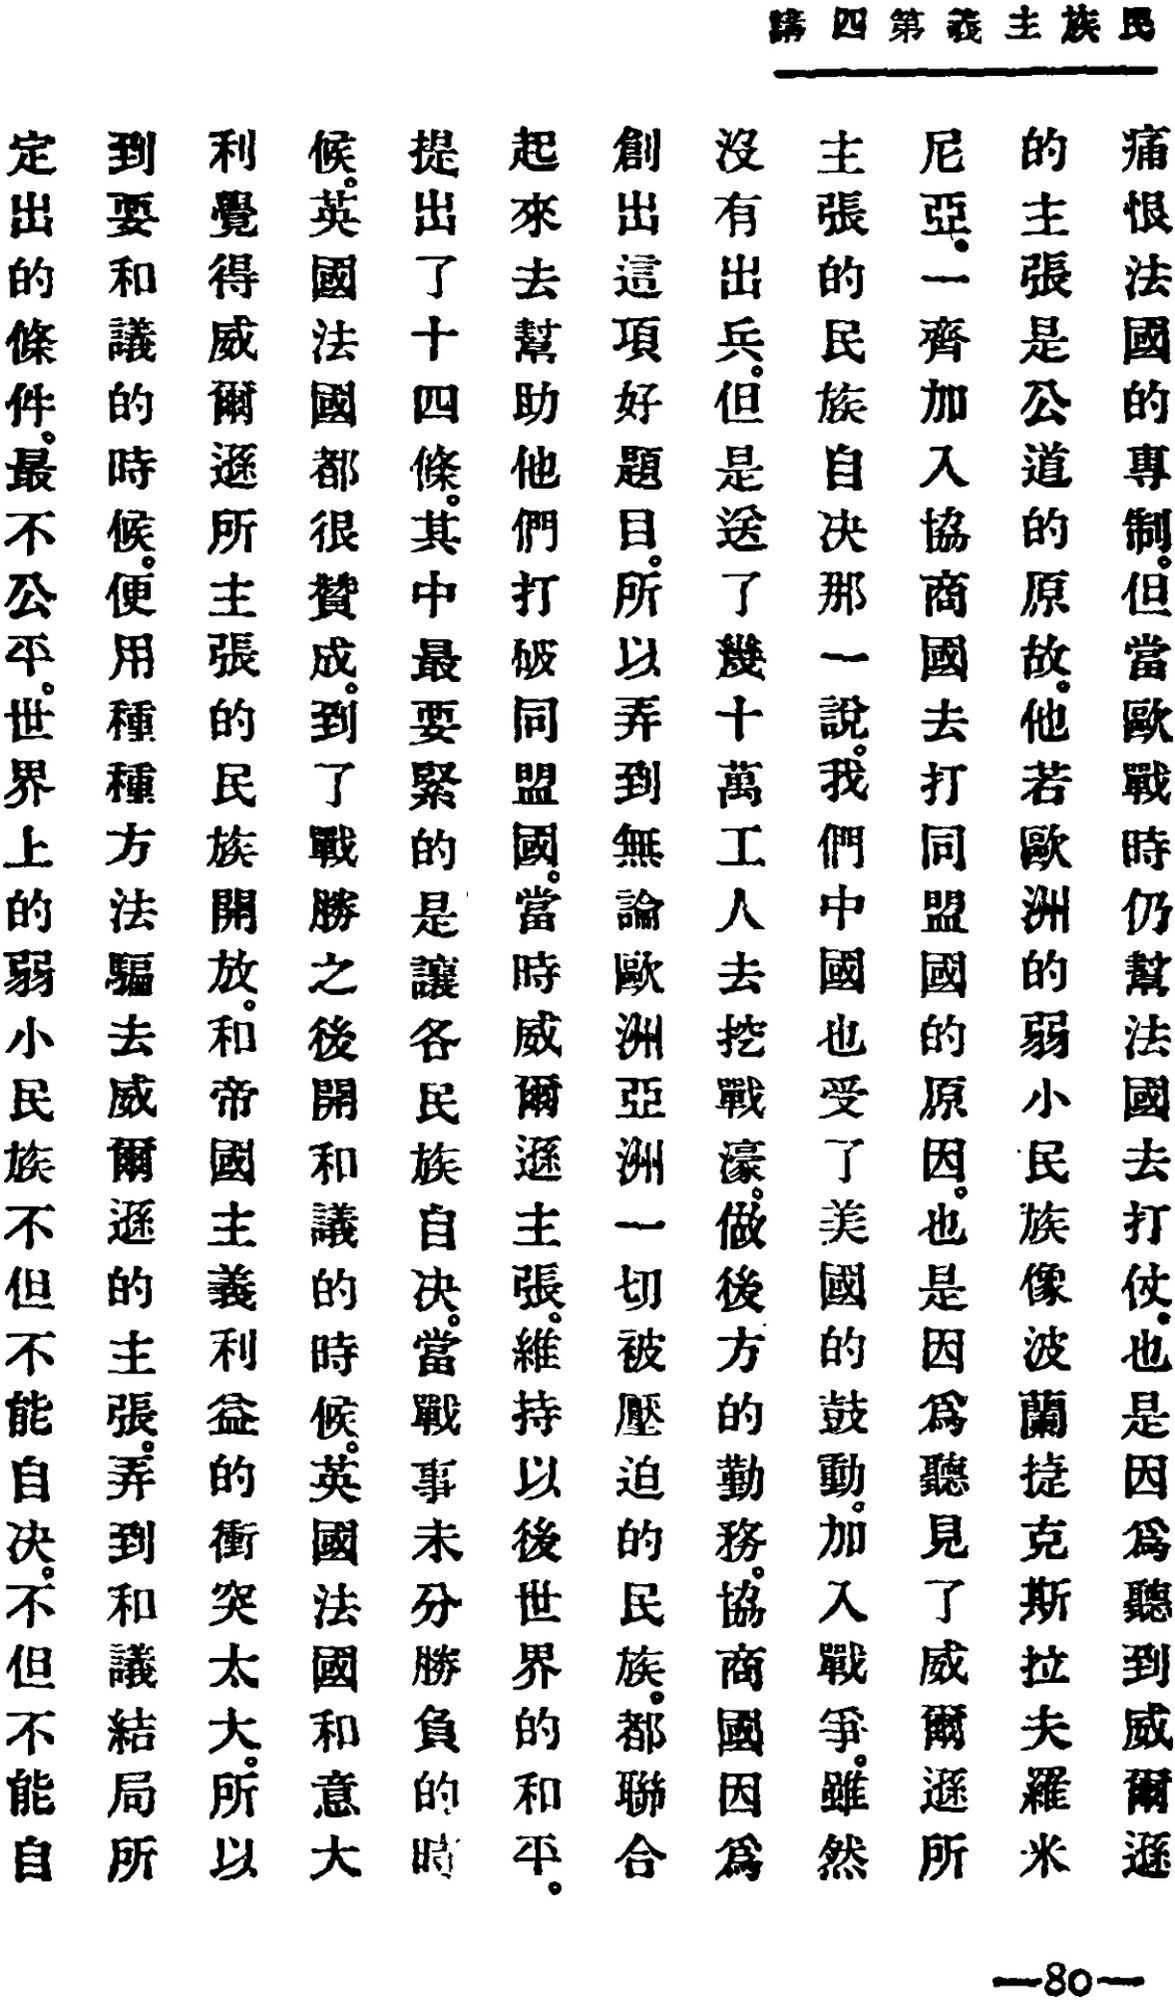 民族主義第四講
痛恨法國的專制。但當歐戰時仍幫法國去打仗。也是因爲聽到威爾遜
的主張是公道的原故。他若歐洲的弱小民族像波蘭捷克斯拉夫羅米
尼亞。一齊加入協商國去打同盟國的原因。也是因爲聽見了威爾遜所
主張的民族自決那一說。我們中國也受了美國的鼓動。加入戰爭。雖然
沒有出兵。但是送了幾十萬工人去挖戰濠。做後方的勤務。協商國因爲
創出這項好題目。所以弄到無論歐洲亞洲一切被壓迫的民族。都聯合
起來去幫助他們打破同盟國。當時威爾遜主張。維持以後世界的和平。
提出了十四條。其中最要緊的是讓各民族自決。當戰事未分勝負的時
候。英國法國都很贊成。到了戰勝之後開和議的時候。英國法國和意大
利覺得威爾遜所主張的民族開放。和帝國主義利益的衝突太大。所以
到要和議的時候。便用種種方法騙去威爾遜的主張。弄到和議結局所
定出的條件。最不公平。世界上的弱小民族不但不能自決。不但不能自
—80—